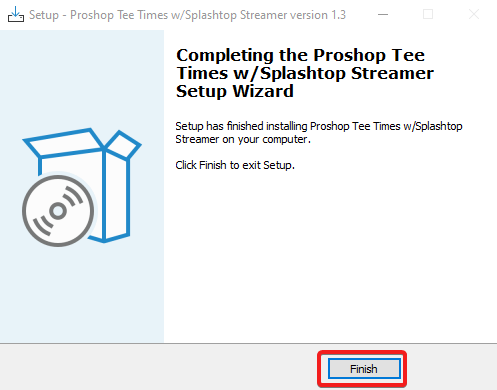 Setup - Proshop Tee Times w/Splashtop Streamer version 1.3
Completing the Proshop Tee
Times w/Splashtop Streamer
Setup Wizard
Setup has finished installing Proshop Tee Times w/Splashtop
Streamer on your computer.
Click Finish to exit Setup.
Finish